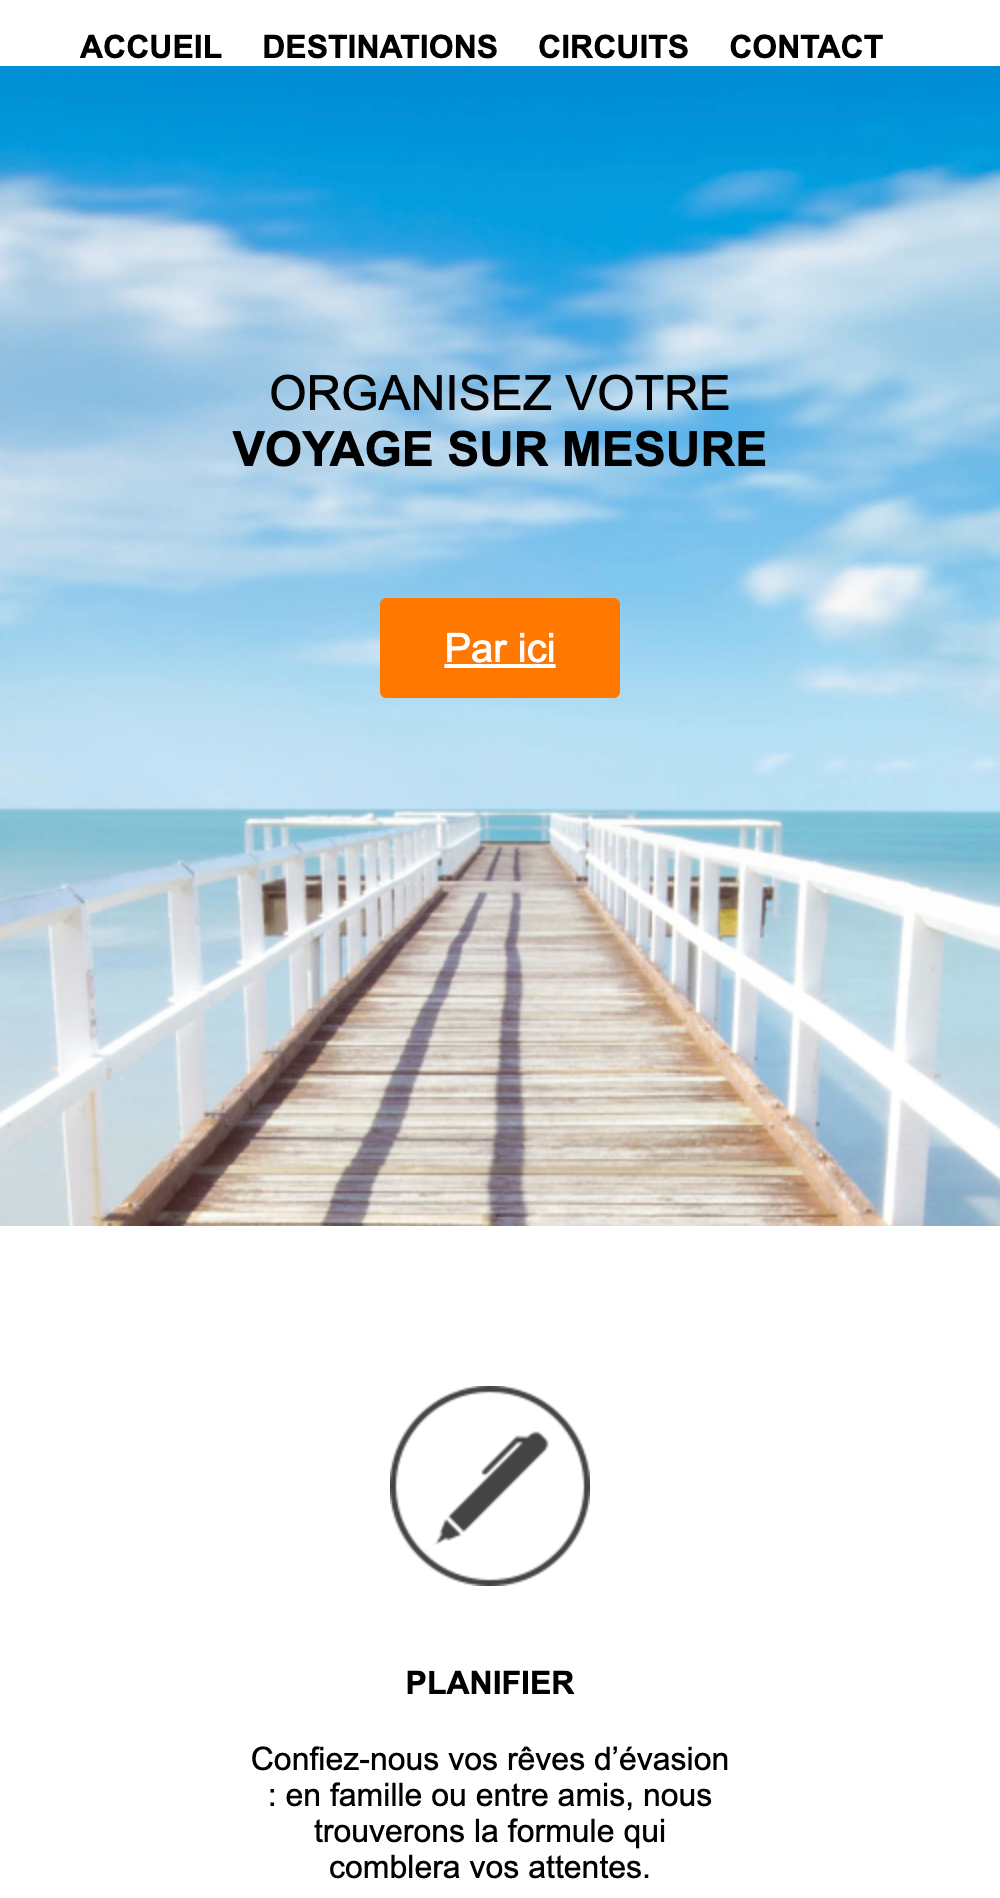 ACCUEIL DESTINATIONS CIRCUITS CONTACT
ORGANISEZ VOTRE
VOYAGE SUR MESURE
Par ici
PLANIFIER
Confiez-nous vos rêves d’évasion
: en famille ou entre amis, nous
trouverons la formule qui
comblera vos attentes.